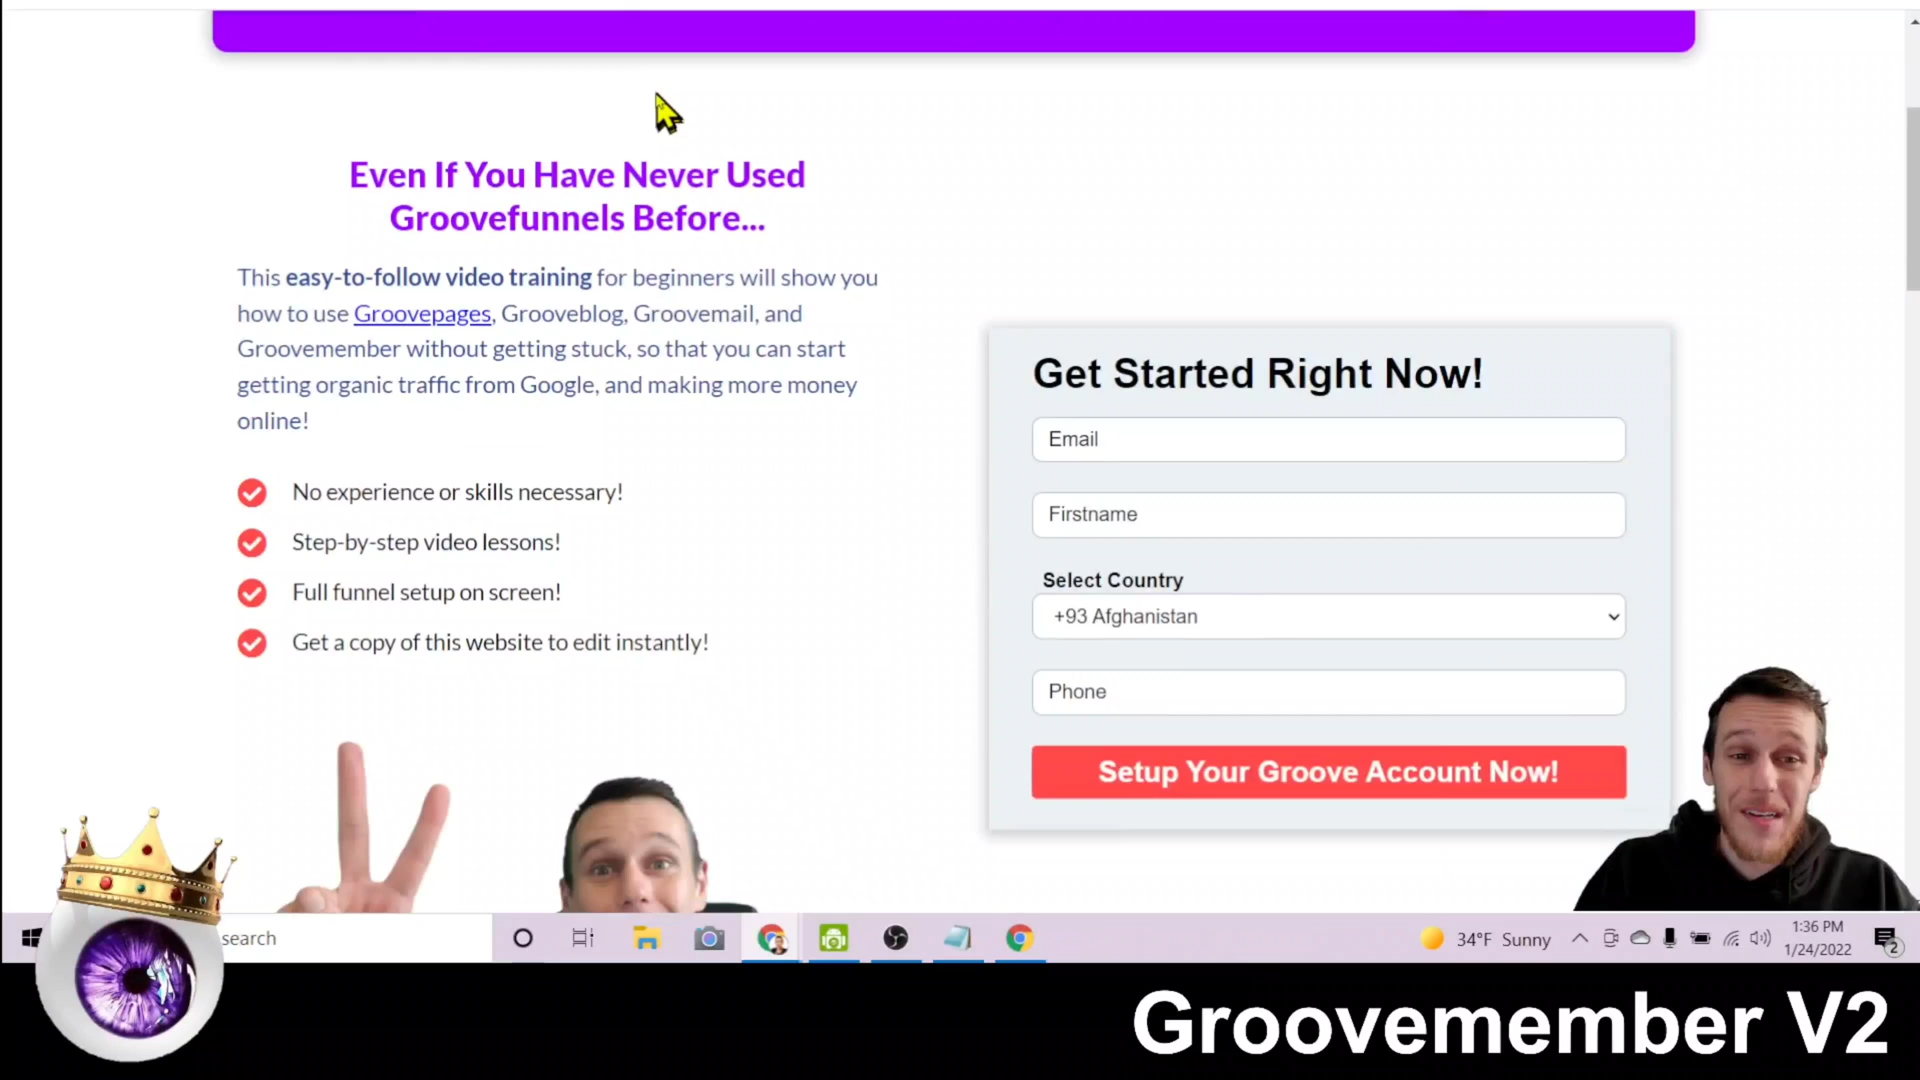 Even If You Have Never Used
Groovefunnels Before...
This easy-to-follow video training for beginners will show you
how to use Groovepages, Grooveblog, Groovemail, and
Groovemember without getting stuck, so that you can start
getting organic traffic from Google, and making more money
online!
No experience or skills necessary!
Step-by-step video lessons!
Full funnel setup on screen!
Get a copy of this website to edit instantly!
Get Started Right Now!
Email
Firstname
Select Country
+93 Afghanistan
Phone
Setup Your Groove Account Now!
search
34°F Sunny
1:36 PM
1/24/2022
2
Groovemember V2